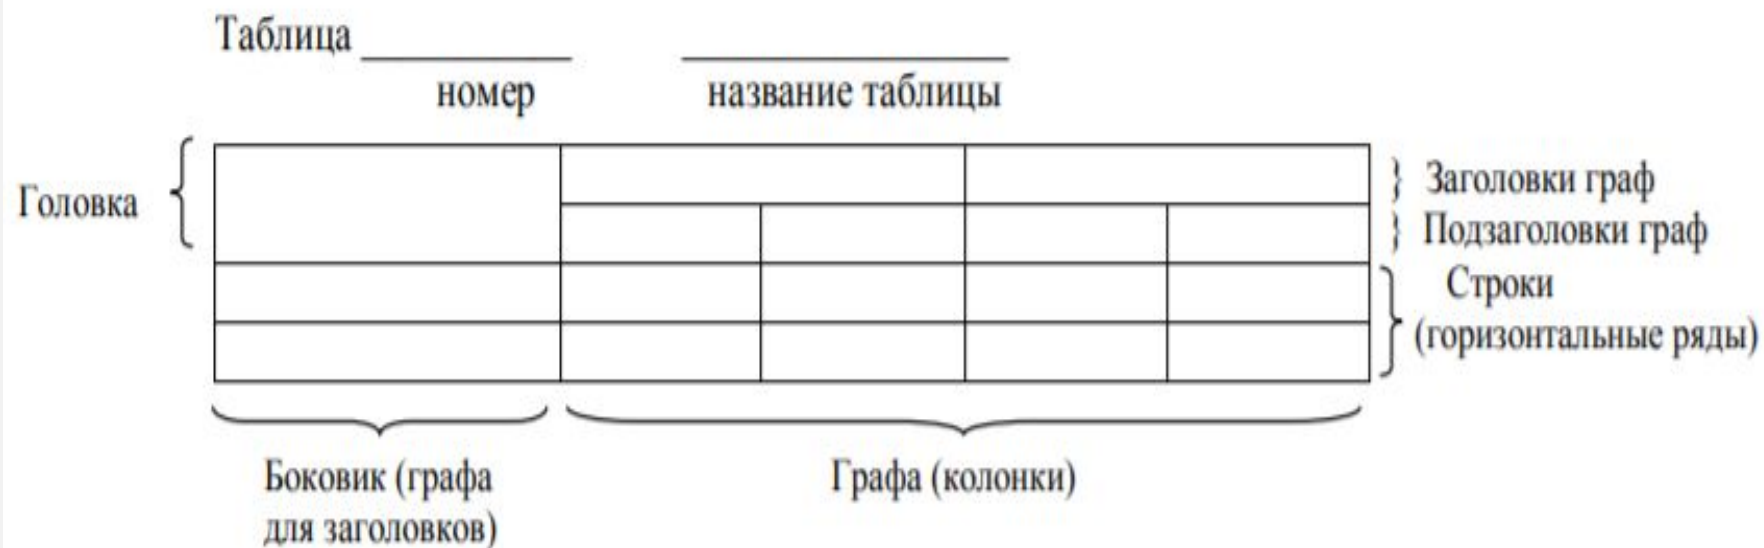 Таблица
номер название таблицы
Головка
Заголовки граф
Подзаголовки граф
Строки
(горизонтальные ряды)
Боковик (графа
для заголовков)
Графа (колонки)